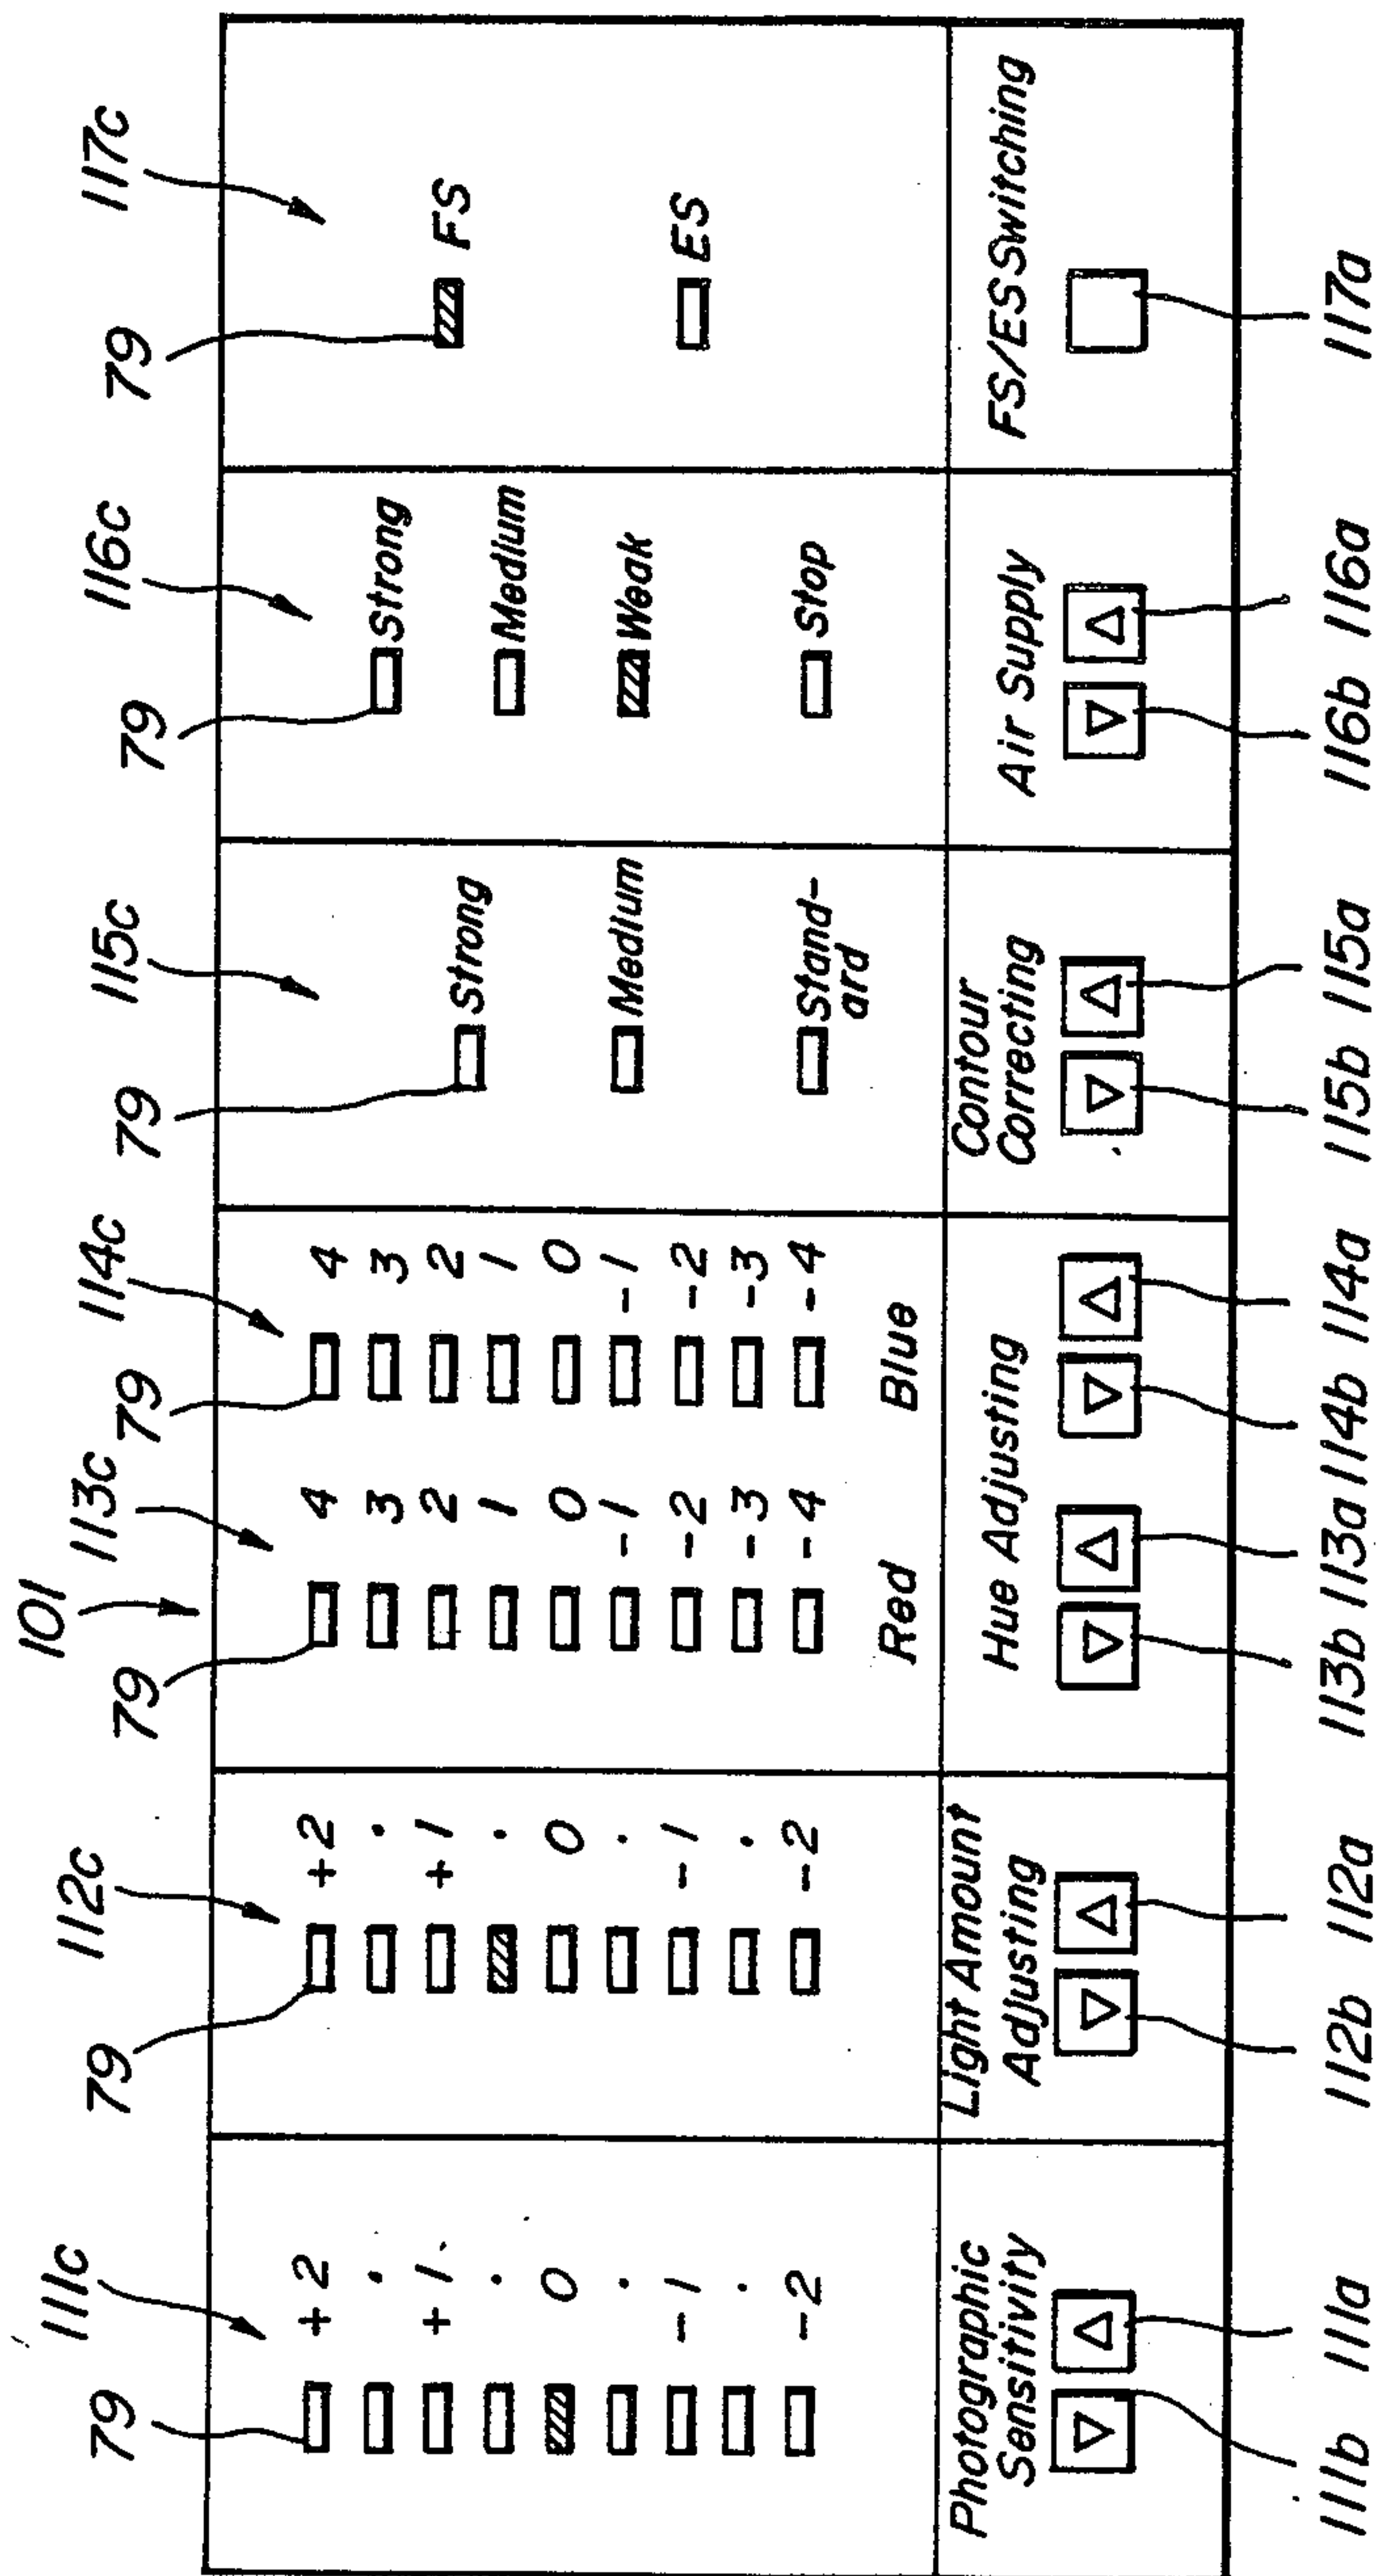 101
111c 112c 113c 114c 115c 116c 117c
79 79 79 79 79 79 79
+2
.
+1
.
0
.
-1
.
-2
+2
.
+1
.
0
.
-1
.
-2
4
3
2
1
0
-1
-2
-3
-4
Red
4
3
2
1
0
-1
-2
-3
-4
Blue
Strong
Medium
Stand-
ard
Strong
Medium
Weak
Stop
FS
ES
Photographic
Sensitivity
Light Amount
Adjusting
Hue Adjusting
Contour
Correcting
Air Supply
FS/ES Switching
111b 111a 112b 112a 113b 113a 114b 114a 115b 115a 116b 116a 117a